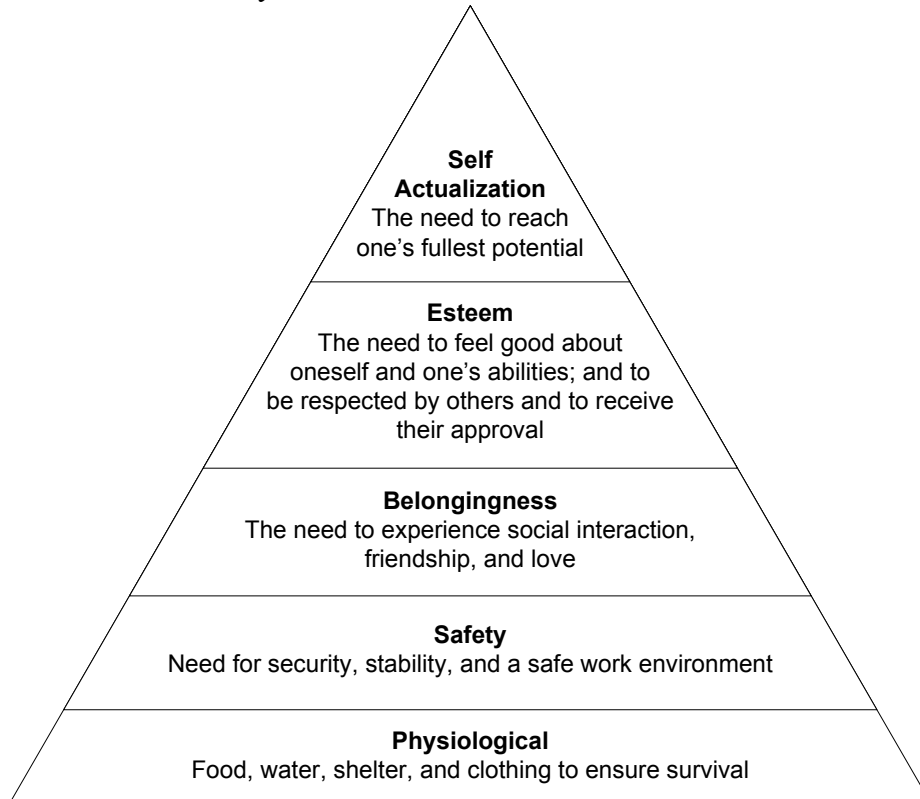 Self
Actualization
The need to reach
one's fullest potential
Esteem
The need to feel good about
oneself and one's abilities; and to
be respected by others and to receive
their approval
Belongingness
The need to experience social interaction,
friendship, and love
Safety
Need for security, stability, and a safe work environment
Physiological
Food, water, shelter, and clothing to ensure survival